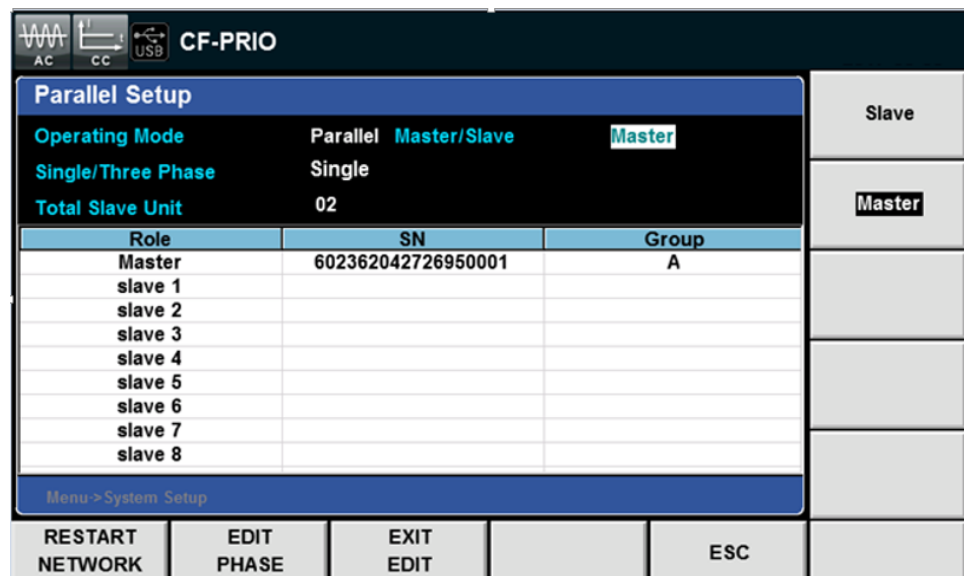 AC CC USB CF-PRIO
Parallel Setup
Operating Mode Parallel Master/Slave Master
Single/Three Phase Single
Total Slave Unit 02
Role SN Group
Master 602362042726950001 A
slave 1
slave 2
slave 3
slave 4
slave 5
slave 6
slave 7
slave 8
Menu->System Setup
Slave
Master
RESTART NETWORK
EDIT PHASE
EXIT EDIT
ESC